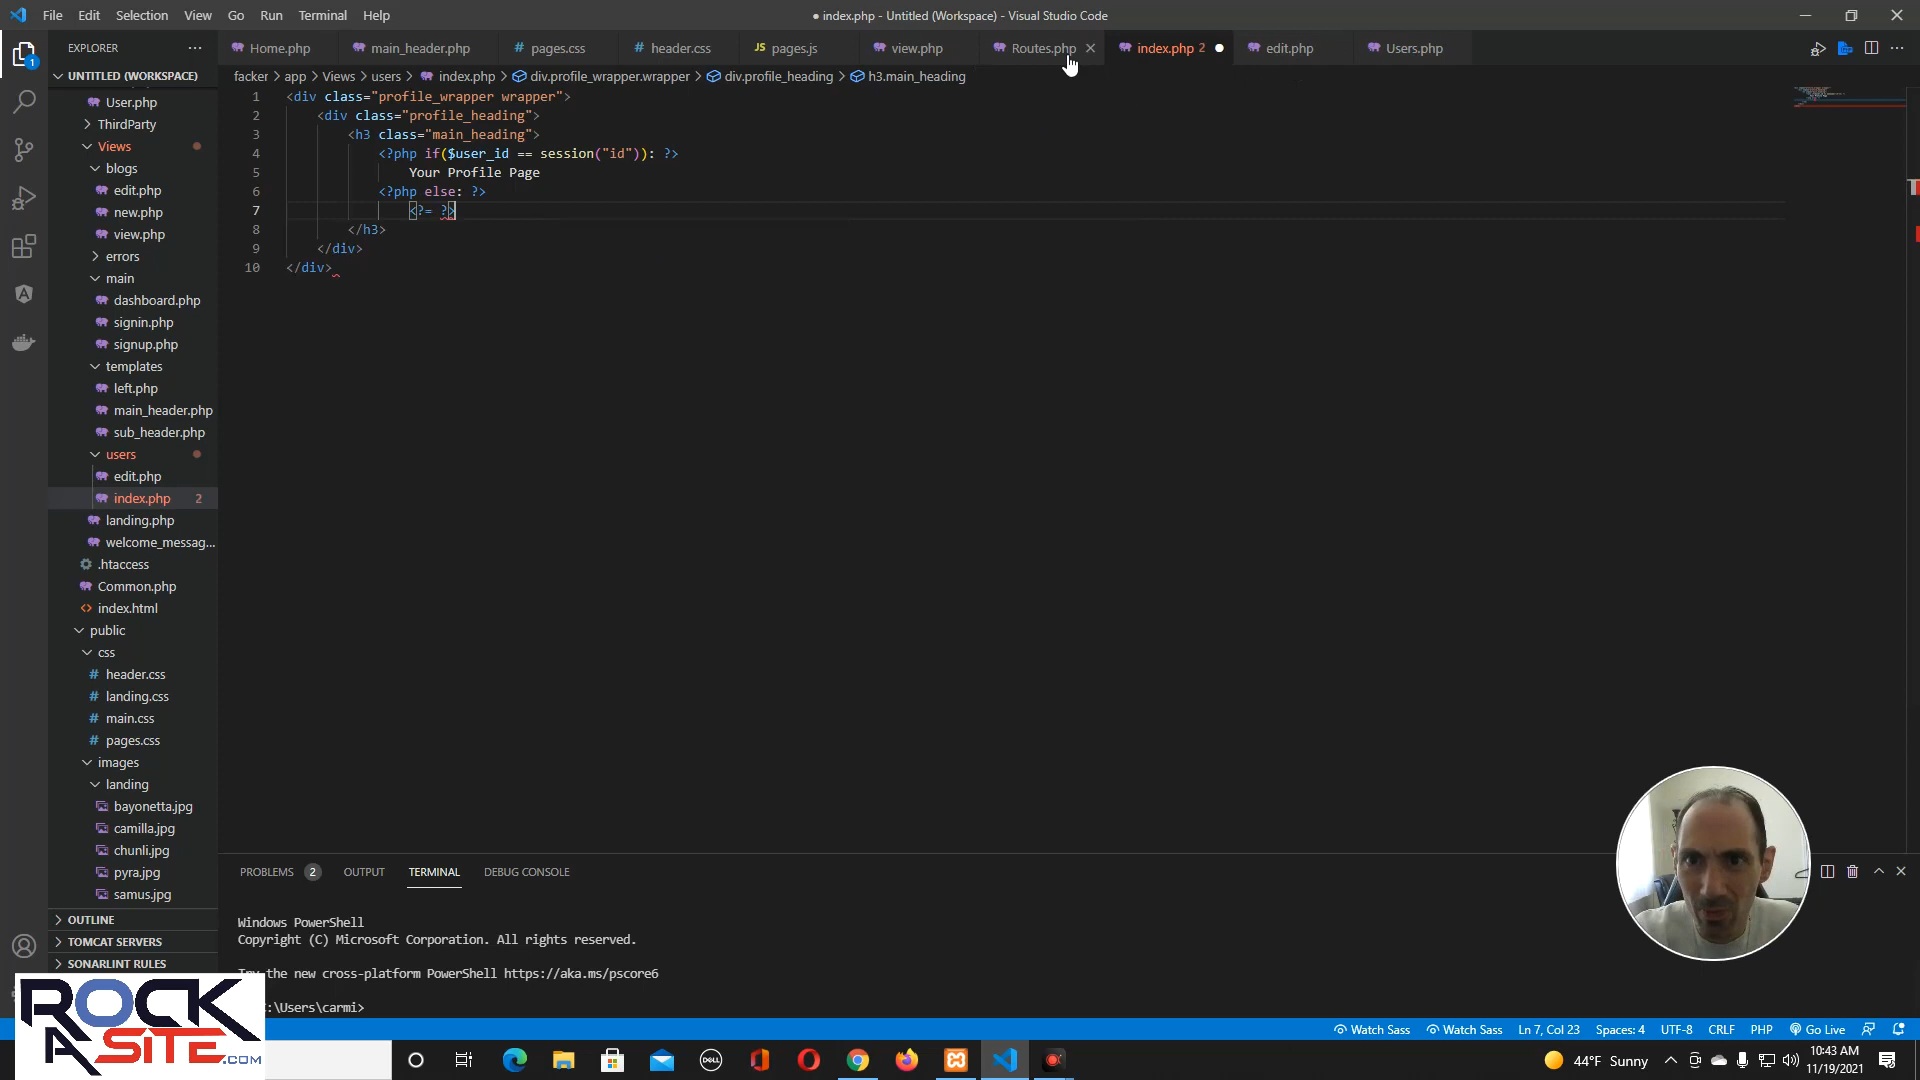 File Edit Selection View Go Run Terminal Help
● index.php - Untitled (Workspace) - Visual Studio Code
EXPLORER
Home.php main_header.php # pages.css # header.css JS pages.js view.php Routes.php index.php 2 edit.php Users.php
UNTITLED (WORKSPACE)
facker > app > Views > users > index.php > div.profile_wrapper.wrapper > div.profile_heading > h3.main_heading
User.php
ThirdParty
Views
blogs
edit.php
new.php
view.php
errors
main
dashboard.php
signin.php
signup.php
templates
left.php
main_header.php
sub_header.php
users
edit.php
index.php 2
landing.php
welcome_messag...
.htaccess
Common.php
<> index.html
public
css
# header.css
# landing.css
# main.css
# pages.css
images
landing
bayonetta.jpg
camilla.jpg
chunli.jpg
pyra.jpg
samus.jpg
OUTLINE
TOMCAT SERVERS
SONARLINT RULES
1 <div class="profile_wrapper wrapper">
2 <div class="profile_heading">
3 <h3 class="main_heading">
4 <?php if($user_id == session("id")): ?>
5 Your Profile Page
6 <?php else: ?>
7 <?= ?>
8 </h3>
9 </div>
10 </div>
PROBLEMS 2 OUTPUT TERMINAL DEBUG CONSOLE
Windows PowerShell
Copyright (C) Microsoft Corporation. All rights reserved.
the new cross-platform PowerShell https://aka.ms/pscore6
:\Users\carmi>
ROCK
A SITE.COM
Watch Sass Watch Sass Ln 7, Col 23 Spaces: 4 UTF-8 CRLF PHP Go Live
DELL
44°F Sunny
10:43 AM
11/19/2021